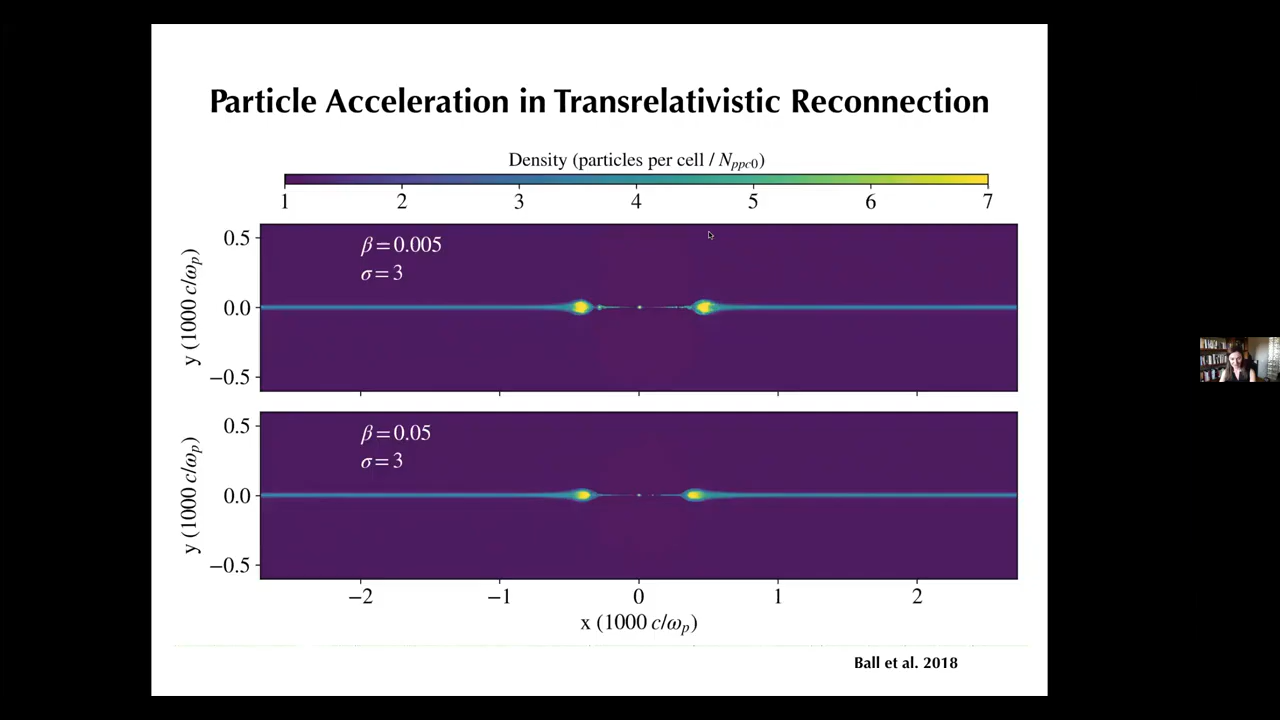 Particle Acceleration in Transrelativistic Reconnection
Density (particles per cell / N_ppc0)
1 2 3 4 5 6 7
β = 0.005
σ = 3
0.5
0.0
−0.5
y (1000 c/ω_p)
β = 0.05
σ = 3
0.5
0.0
−0.5
y (1000 c/ω_p)
−2 −1 0 1 2
x (1000 c/ω_p)
Ball et al. 2018